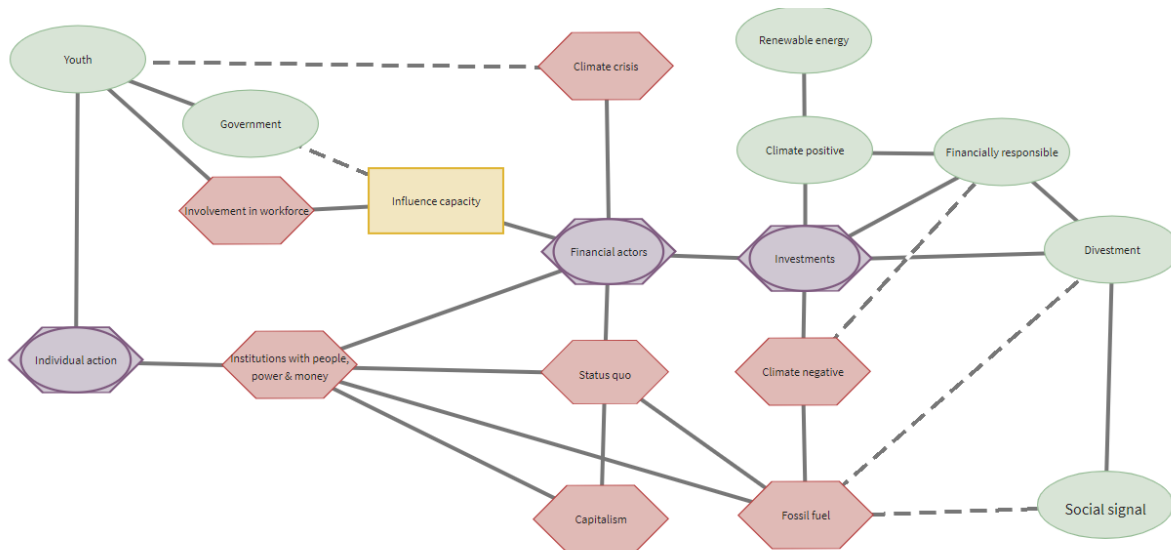 Renewable energy
Youth
Climate crisis
Government
Climate positive
Financially responsible
Involvement in workforce
Influence capacity
Financial actors
Investments
Divestment
Individual action
Institutions with people,
power & money
Status quo
Climate negative
Capitalism
Fossil fuel
Social signal